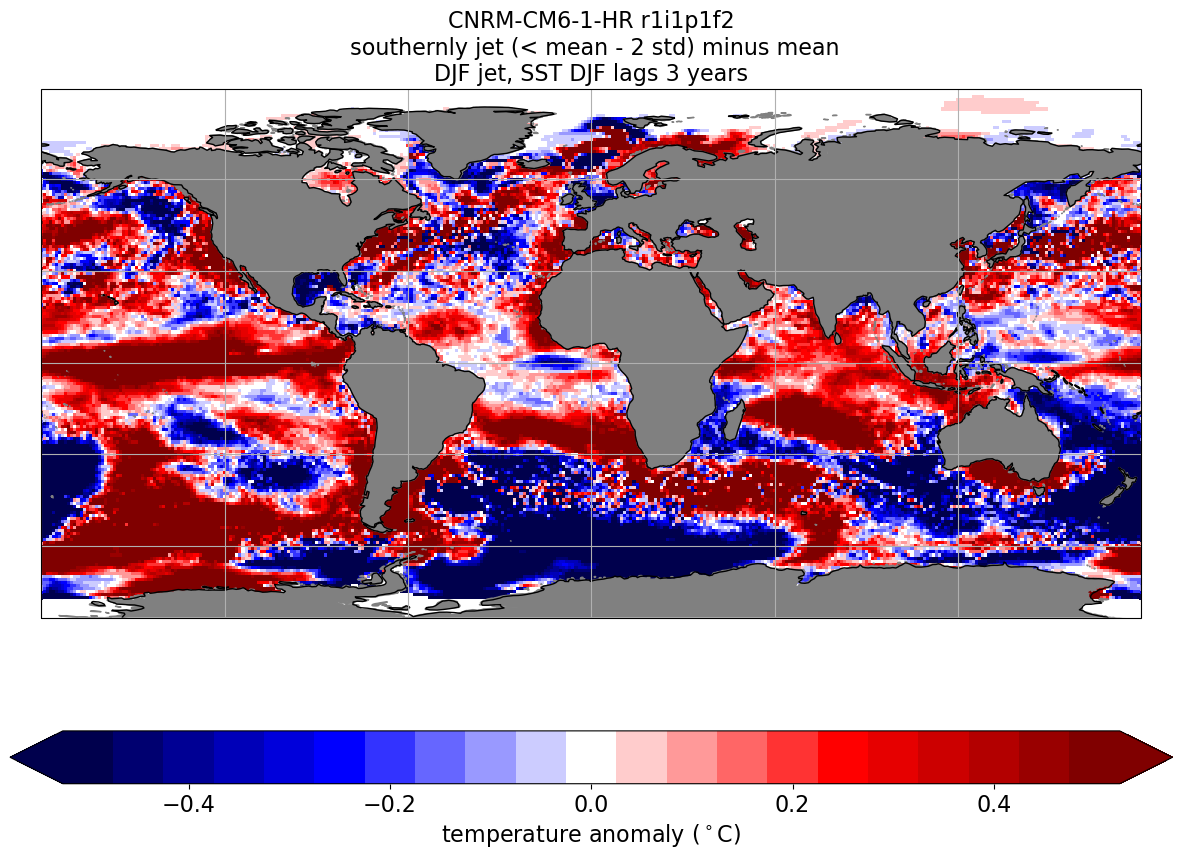 CNRM-CM6-1-HR r1i1p1f2
southernly jet (< mean - 2 std) minus mean
DJF jet, SST DJF lags 3 years
−0.4 −0.2 0.0 0.2 0.4
temperature anomaly (°C)